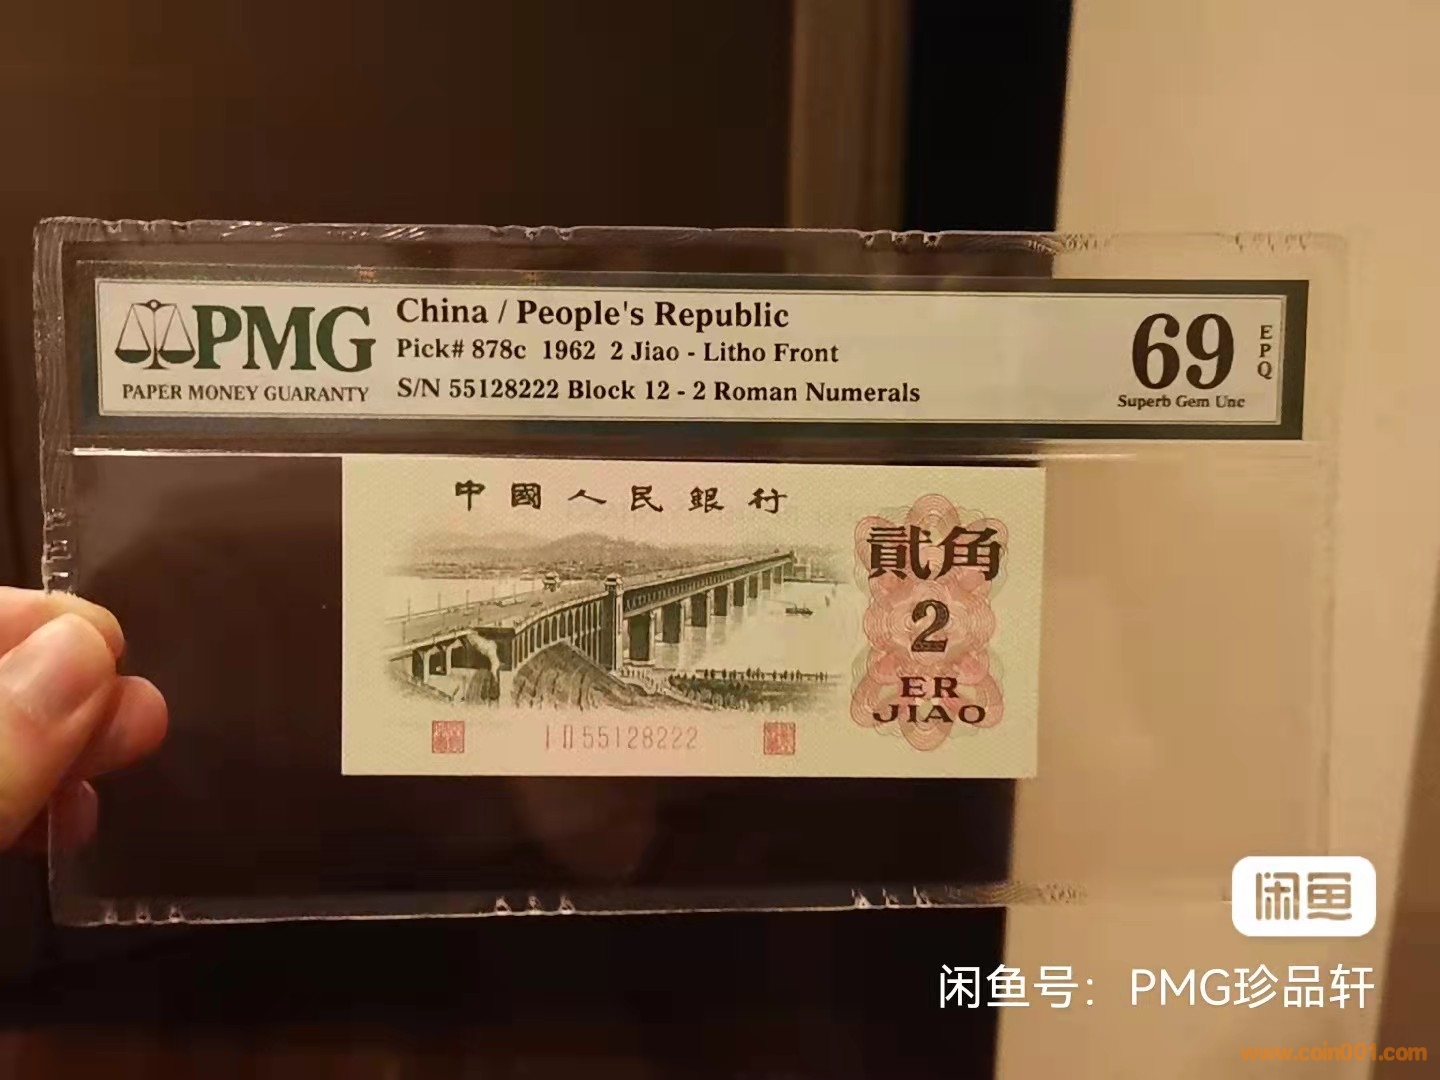 PMG
PAPER MONEY GUARANTY
China / People's Republic
Pick# 878c 1962 2 Jiao - Litho Front
S/N 55128222 Block 12 - 2 Roman Numerals
69
EPQ
Superb Gem Unc
中國人民銀行
貳角
2
ER
JIAO
I II 55128222
闲鱼
闲鱼号：PMG珍品轩
www.coin001.com